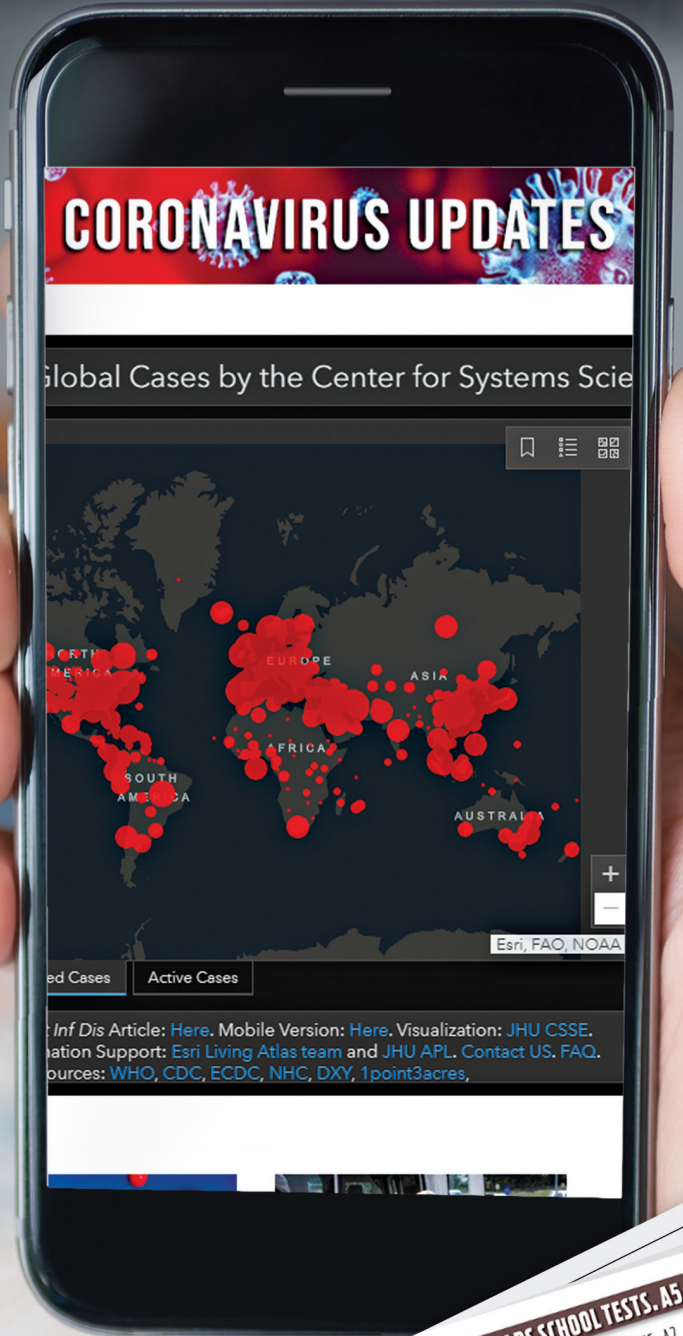 CORONAVIRUS UPDATES
Global Cases by the Center for Systems Scie
NORTH
AMERICA
EUROPE
ASIA
AFRICA
SOUTH
AMERICA
AUSTRALIA
+
−
Esri, FAO, NOAA
ed Cases
Active Cases
t Inf Dis Article: Here. Mobile Version: Here. Visualization: JHU CSSE.
ation Support: Esri Living Atlas team and JHU APL. Contact US. FAQ.
ources: WHO, CDC, ECDC, NHC, DXY, 1point3acres,
SCHOOL TESTS. A5